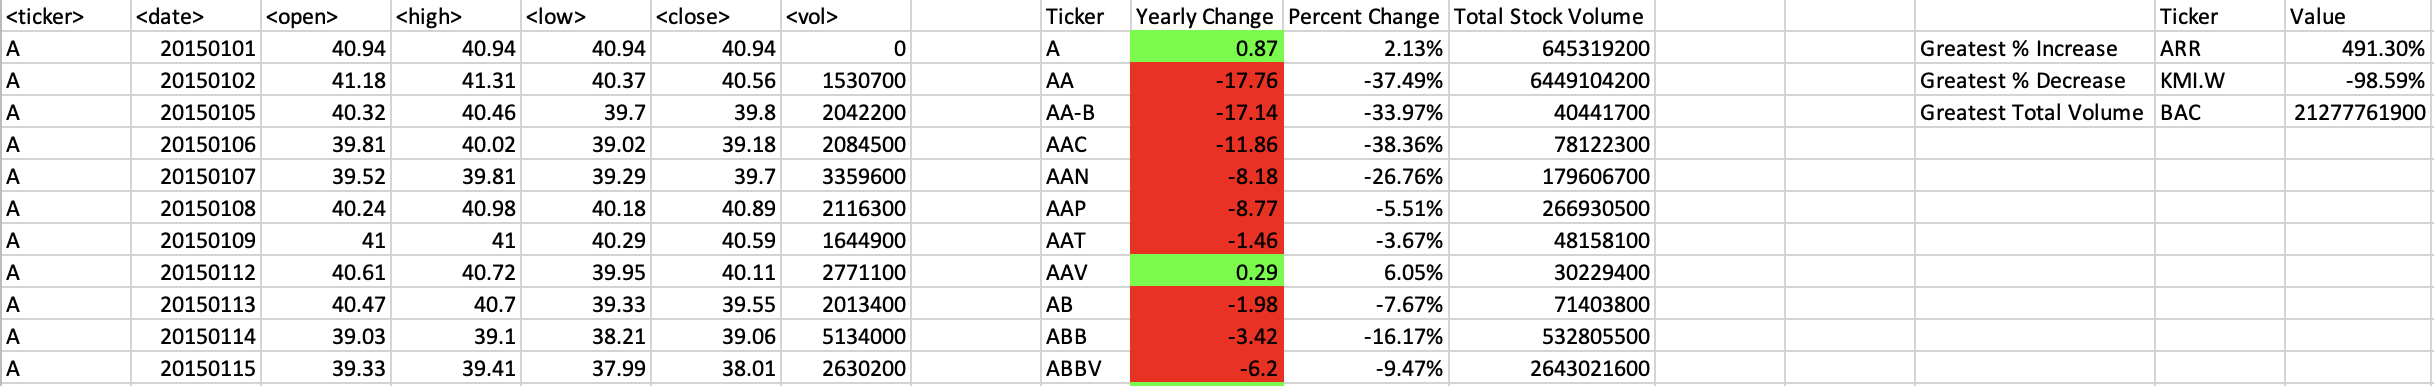 <ticker> <date> <open> <high> <low> <close> <vol> Ticker Yearly Change Percent Change Total Stock Volume Ticker Value
A 20150101 40.94 40.94 40.94 40.94 0 A 0.87 2.13% 645319200 Greatest % Increase ARR 491.30%
A 20150102 41.18 41.31 40.37 40.56 1530700 AA -17.76 -37.49% 6449104200 Greatest % Decrease KMI.W -98.59%
A 20150105 40.32 40.46 39.7 39.8 2042200 AA-B -17.14 -33.97% 40441700 Greatest Total Volume BAC 21277761900
A 20150106 39.81 40.02 39.02 39.18 2084500 AAC -11.86 -38.36% 78122300
A 20150107 39.52 39.81 39.29 39.7 3359600 AAN -8.18 -26.76% 179606700
A 20150108 40.24 40.98 40.18 40.89 2116300 AAP -8.77 -5.51% 266930500
A 20150109 41 41 40.29 40.59 1644900 AAT -1.46 -3.67% 48158100
A 20150112 40.61 40.72 39.95 40.11 2771100 AAV 0.29 6.05% 30229400
A 20150113 40.47 40.7 39.33 39.55 2013400 AB -1.98 -7.67% 71403800
A 20150114 39.03 39.1 38.21 39.06 5134000 ABB -3.42 -16.17% 532805500
A 20150115 39.33 39.41 37.99 38.01 2630200 ABBV -6.2 -9.47% 2643021600